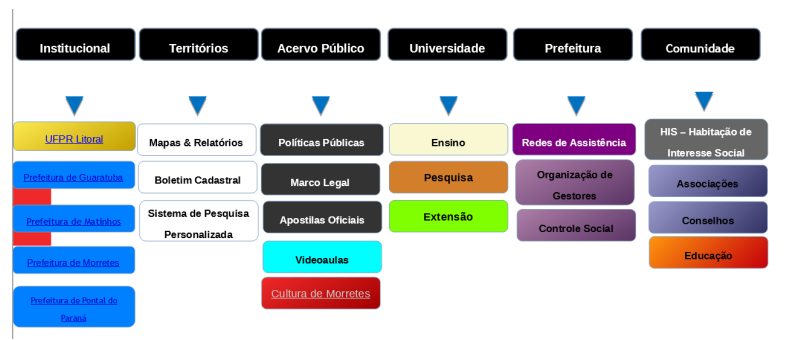 Institucional
Territórios
Acervo Público
Universidade
Prefeitura
Comunidade
UFPR Litoral
Prefeitura de Guaratuba
Prefeitura de Matinhos
Prefeitura de Morretes
Prefeitura de Pontal do
Paraná
Mapas & Relatórios
Boletim Cadastral
Sistema de Pesquisa
Personalizada
Políticas Públicas
Marco Legal
Apostilas Oficiais
Videoaulas
Cultura de Morretes
Ensino
Pesquisa
Extensão
Redes de Assistência
Organização de
Gestores
Controle Social
HIS – Habitação de
Interesse Social
Associações
Conselhos
Educação